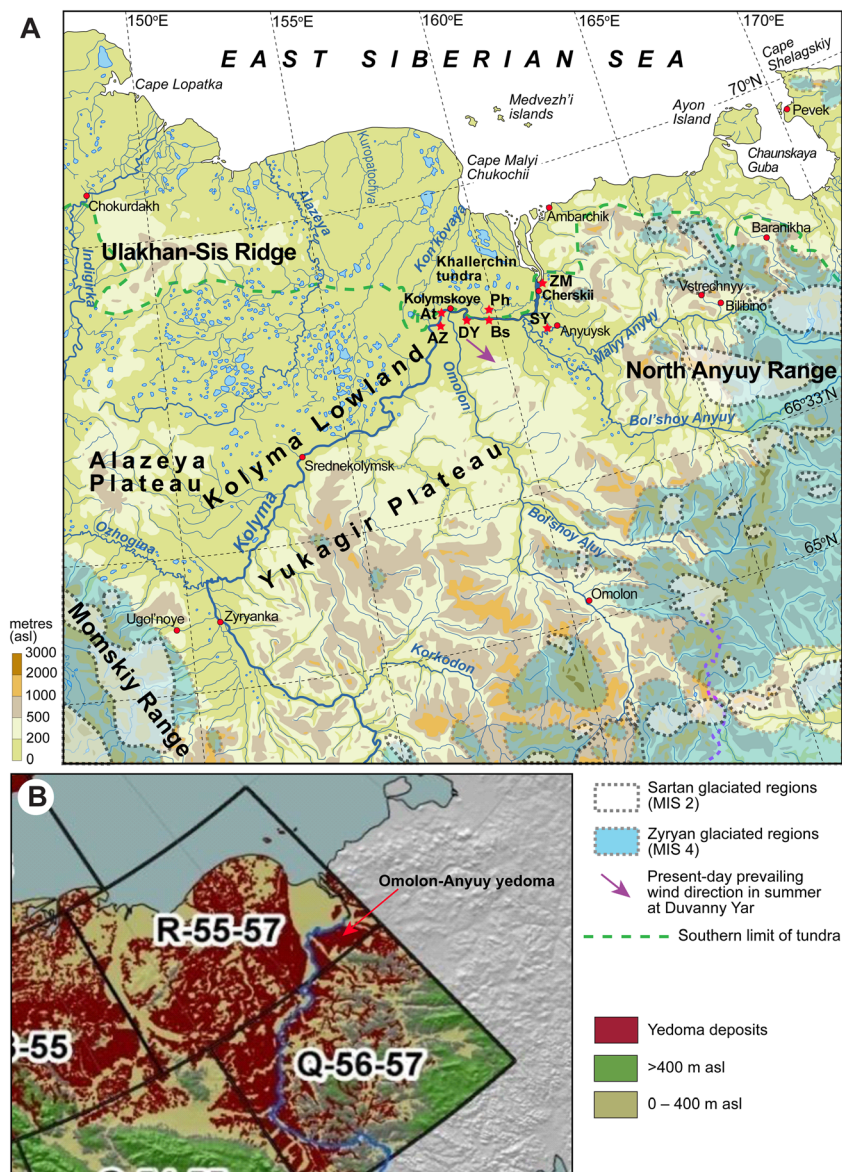 A
150°E
155°E
160°E
165°E
170°E
EAST SIBERIAN SEA
Cape Shelagskiy
70°N
Cape Lopatka
Medvezh'i
islands
Ayon
Island
Pevek
Kuropatochya
Cape Malyi
Chukochii
Chaunskaya
Guba
Chokurdakh
Alazeya
Ambarchik
Kon'kovaya
Baranikha
Ulakhan-Sis Ridge
Indigirka
Khallerchin
tundra
ZM
Cherskii
Vstrechnyy
Bilibino
Kolymskoye
Ph
At
SY
AZ
DY
Bs
Anyuysk
Malyy Anyuy
North Anyuy Range
Omolon
66°33'N
Kolyma Lowland
Bol'shoy Anyuy
Alazeya
Plateau
Srednekolymsk
Yukagir Plateau
Kolyma
Ozhogina
Bol'shoy Aluy
65°N
Omolon
metres
(asl)
3000
2000
1000
500
200
0
Ugol'noye
Zyryanka
Momskiy Range
Korkodon
B
Omolon-Anyuy yedoma
R-55-57
Q-56-57
Sartan glaciated regions
(MIS 2)
Zyryan glaciated regions
(MIS 4)
Present-day prevailing
wind direction in summer
at Duvanny Yar
Southern limit of tundra
Yedoma deposits
>400 m asl
0 – 400 m asl